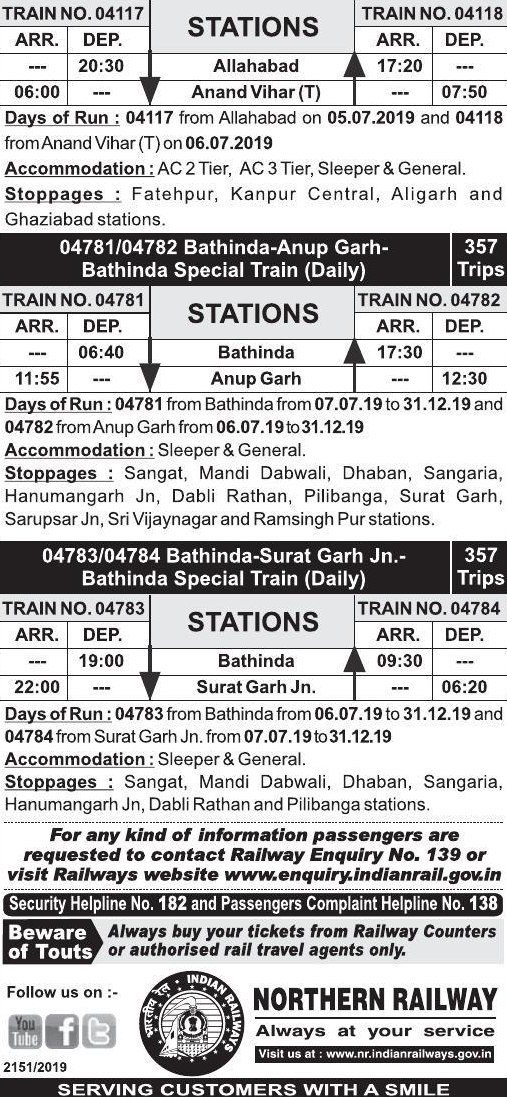 TRAIN NO. 04117 STATIONS TRAIN NO. 04118
ARR. DEP. ARR. DEP.
--- 20:30 Allahabad 17:20 ---
06:00 --- Anand Vihar (T) --- 07:50
Days of Run : 04117 from Allahabad on 05.07.2019 and 04118
from Anand Vihar (T) on 06.07.2019
Accommodation : AC 2 Tier, AC 3 Tier, Sleeper & General.
Stoppages : Fatehpur, Kanpur Central, Aligarh and
Ghaziabad stations.
04781/04782 Bathinda-Anup Garh- 357
Bathinda Special Train (Daily) Trips
TRAIN NO. 04781 STATIONS TRAIN NO. 04782
ARR. DEP. ARR. DEP.
--- 06:40 Bathinda 17:30 ---
11:55 --- Anup Garh --- 12:30
Days of Run : 04781 from Bathinda from 07.07.19 to 31.12.19 and
04782 from Anup Garh from 06.07.19 to 31.12.19
Accommodation : Sleeper & General.
Stoppages : Sangat, Mandi Dabwali, Dhaban, Sangaria,
Hanumangarh Jn, Dabli Rathan, Pilibanga, Surat Garh,
Sarupsar Jn, Sri Vijaynagar and Ramsingh Pur stations.
04783/04784 Bathinda-Surat Garh Jn.- 357
Bathinda Special Train (Daily) Trips
TRAIN NO. 04783 STATIONS TRAIN NO. 04784
ARR. DEP. ARR. DEP.
--- 19:00 Bathinda 09:30 ---
22:00 --- Surat Garh Jn. --- 06:20
Days of Run : 04783 from Bathinda from 06.07.19 to 31.12.19 and
04784 from Surat Garh Jn. from 07.07.19 to 31.12.19
Accommodation : Sleeper & General.
Stoppages : Sangat, Mandi Dabwali, Dhaban, Sangaria,
Hanumangarh Jn, Dabli Rathan and Pilibanga stations.
For any kind of information passengers are
requested to contact Railway Enquiry No. 139 or
visit Railways website www.enquiry.indianrail.gov.in
Security Helpline No. 182 and Passengers Complaint Helpline No. 138
Beware
of Touts
Always buy your tickets from Railway Counters
or authorised rail travel agents only.
Follow us on :-
You
Tube f t
2151/2019
भारतीय रेल INDIAN RAILWAYS
NORTHERN RAILWAY
Always at your service
Visit us at : www.nr.indianrailways.gov.in
SERVING CUSTOMERS WITH A SMILE